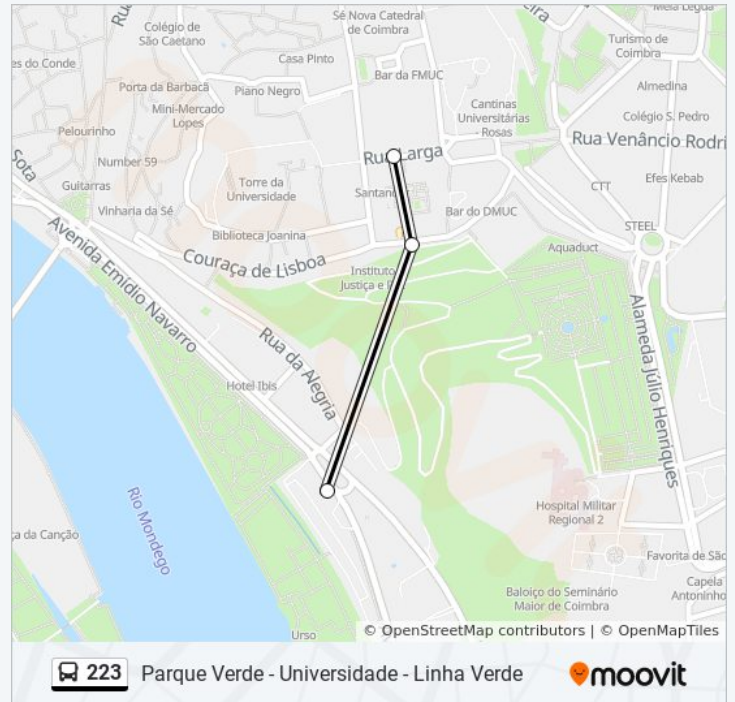 Rua
Colégio de
São Caetano
Sé Nova Catedral
de Coimbra
eira
Meia Légua
Turismo de
Coimbra
es do Conde
Casa Pinto
Bar da FMUC
Porta da Barbacã
Piano Negro
Almedina
Mini-Mercado
Lopes
Cantinas
Universitárias
- Rosas
Colégio S. Pedro
Pelourinho
Rua Venâncio Rodri
Sota
Number 59
Rua Larga
Guitarras
Torre da
Universidade
Santan
CTT
Efes Kebab
Vinharia da Sé
Bar do DMUC
STEEL
Biblioteca Joanina
Aquaduct
Avenida Emídio Navarro
Couraça de Lisboa
Instituto
Justiça e P
Alameda Júlio Henriques
Rua da Alegria
Hotel Ibis
Rio Mondego
Hospital Militar
Regional 2
ça da Canção
Favorita de São
Capela
Antoninho
Baloiço do Seminário
Maior de Coimbra
Urso
© OpenStreetMap contributors | © OpenMapTiles
223 Parque Verde - Universidade - Linha Verde
moovit